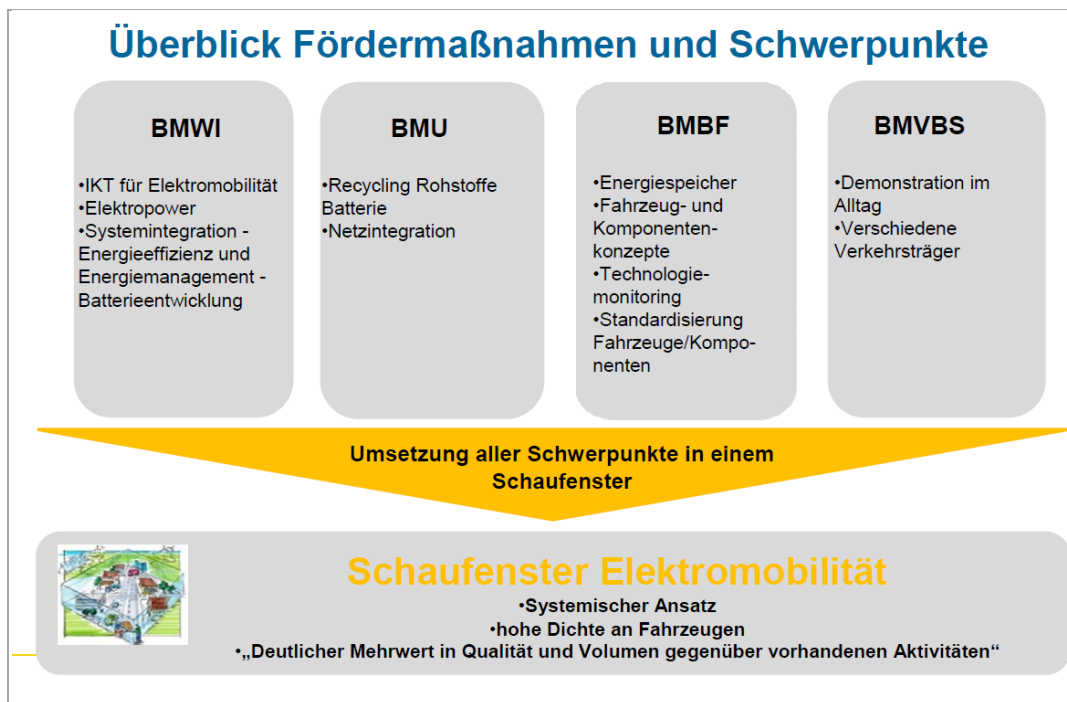 Überblick Fördermaßnahmen und Schwerpunkte
BMWI
•IKT für Elektromobilität
•Elektropower
•Systemintegration -
Energieeffizienz und
Energiemanagement -
Batterieentwicklung
BMU
•Recycling Rohstoffe
Batterie
•Netzintegration
BMBF
•Energiespeicher
•Fahrzeug- und
Komponenten-
konzepte
•Technologie-
monitoring
•Standardisierung
Fahrzeuge/Kompo-
nenten
BMVBS
•Demonstration im
Alltag
•Verschiedene
Verkehrsträger
Umsetzung aller Schwerpunkte in einem
Schaufenster
Schaufenster Elektromobilität
•Systemischer Ansatz
•hohe Dichte an Fahrzeugen
•„Deutlicher Mehrwert in Qualität und Volumen gegenüber vorhandenen Aktivitäten“